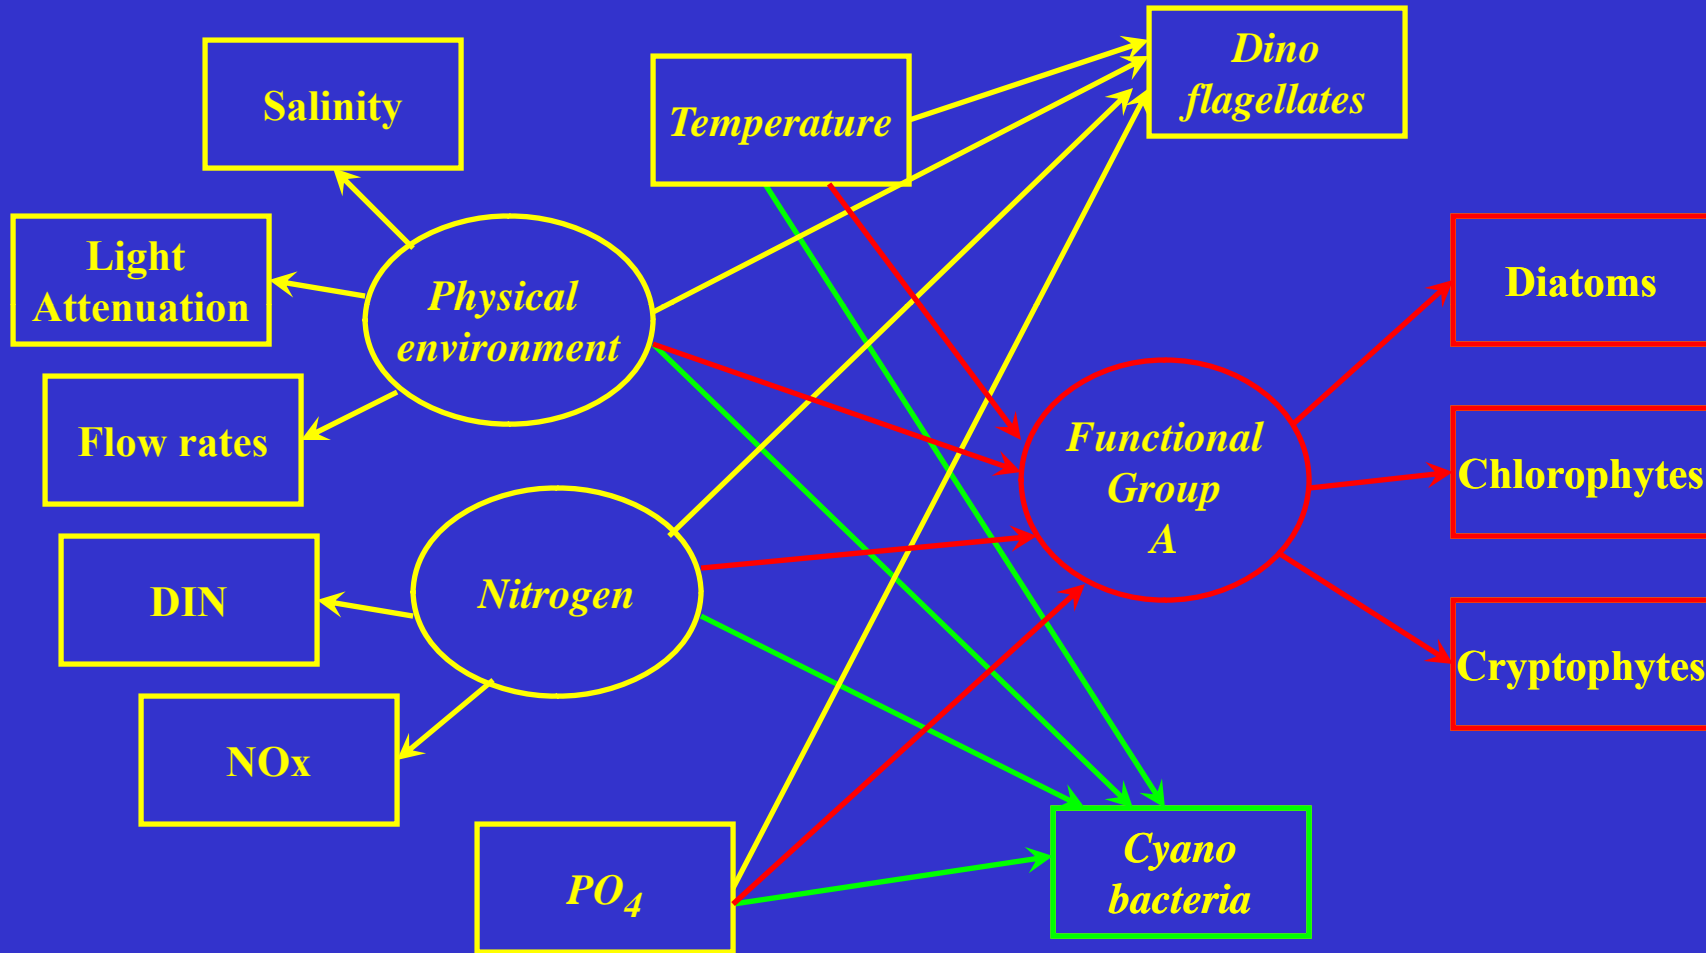 Salinity
Temperature
Dino
flagellates
Light
Attenuation
Physical
environment
Diatoms
Flow rates
Functional
Group
A
Chlorophytes
DIN
Nitrogen
Cryptophytes
NOx
PO4
Cyano
bacteria